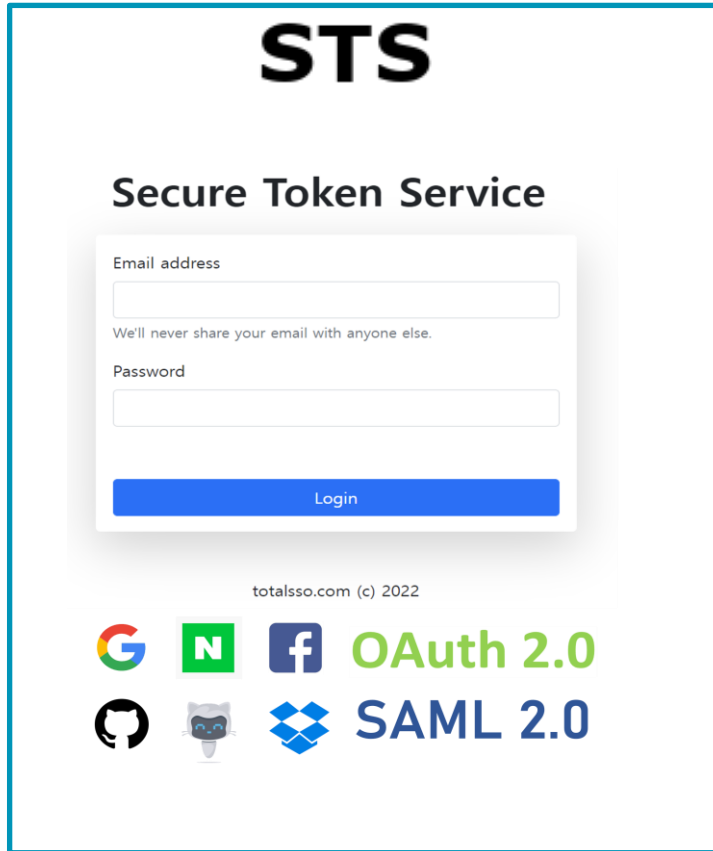 STS
Secure Token Service
Email address
We'll never share your email with anyone else.
Password
Login
totalsso.com (c) 2022
G N f OAuth 2.0
SAML 2.0